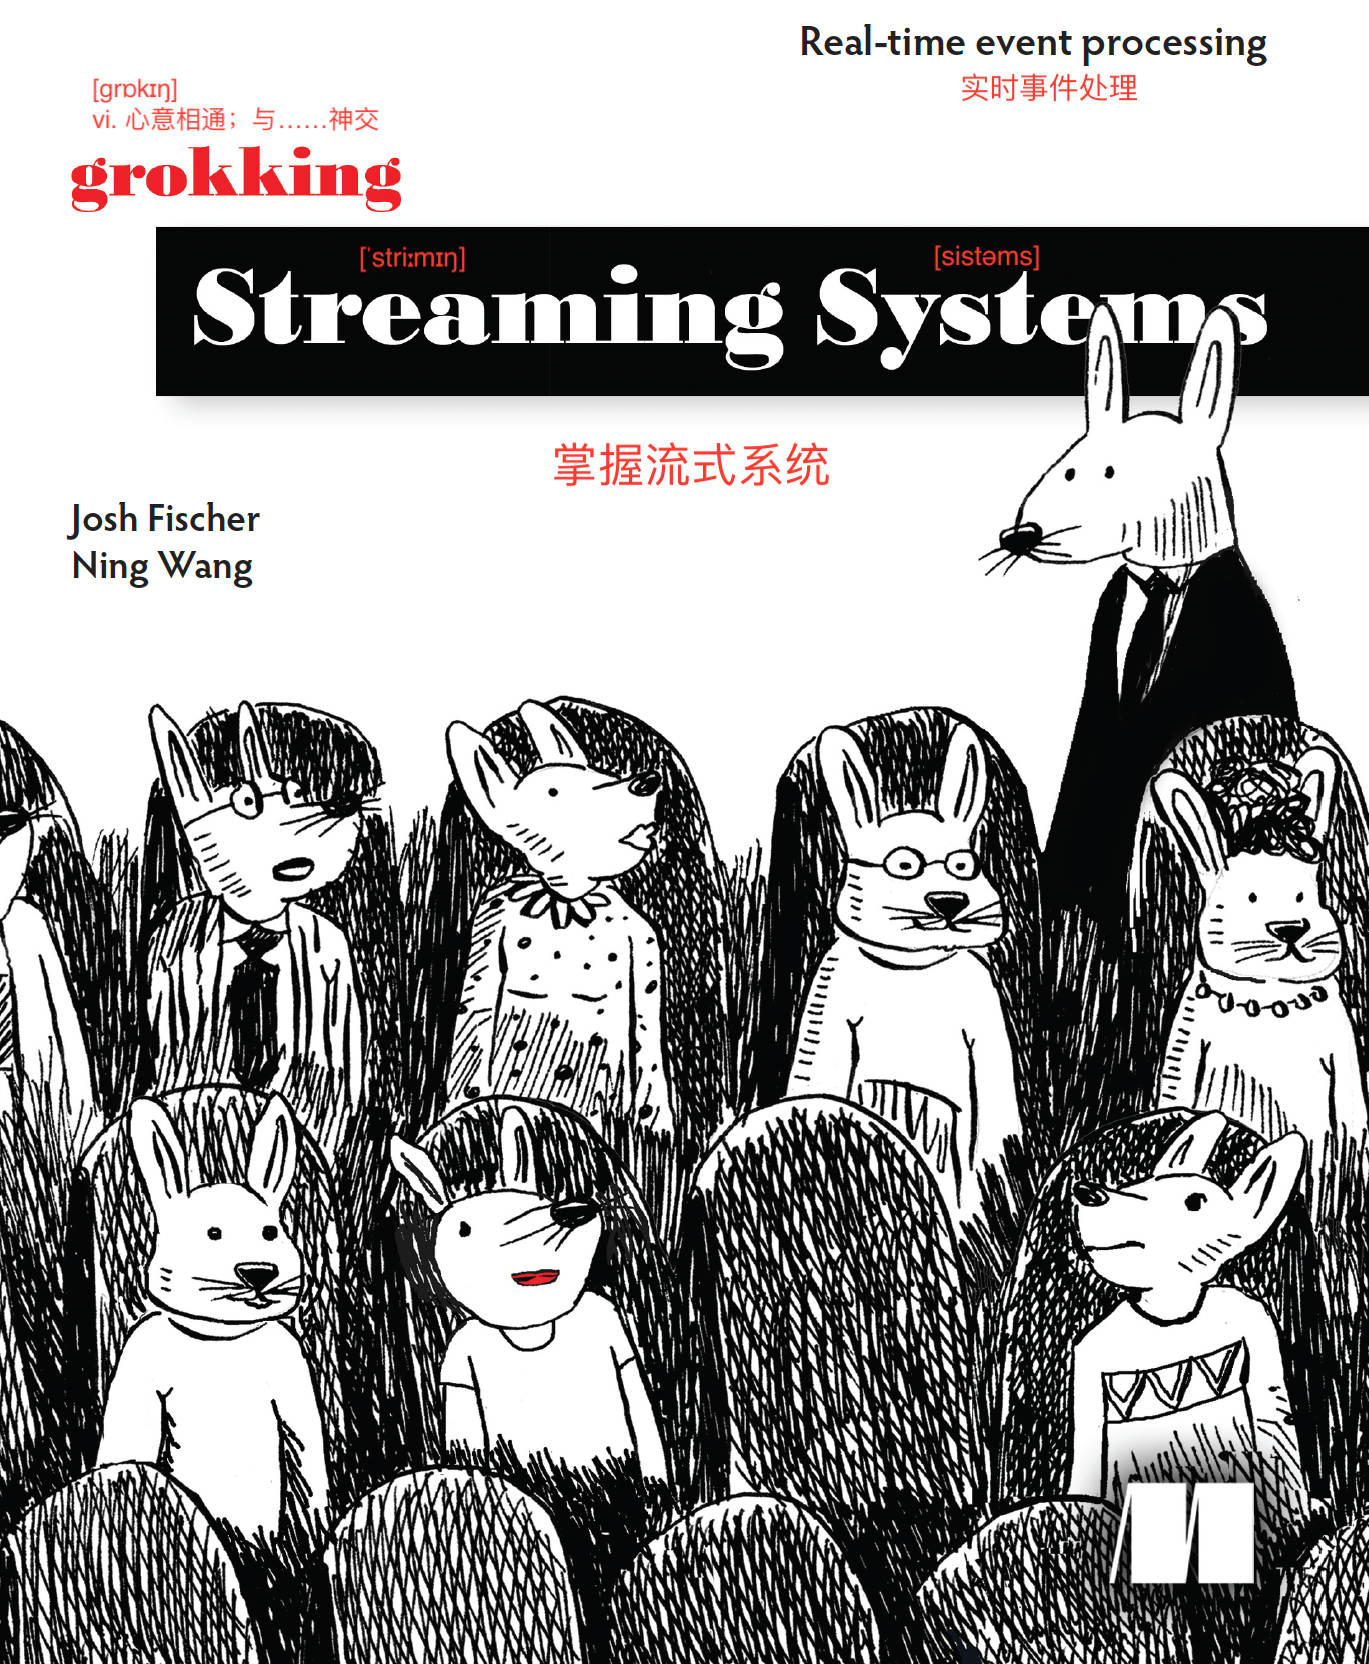 Real-time event processing
实时事件处理
[grɒkɪŋ]
vi. 心意相通；与……神交
grokking
[ˈstriːmɪŋ]
[sistəms]
Streaming Systems
掌握流式系统
Josh Fischer
Ning Wang